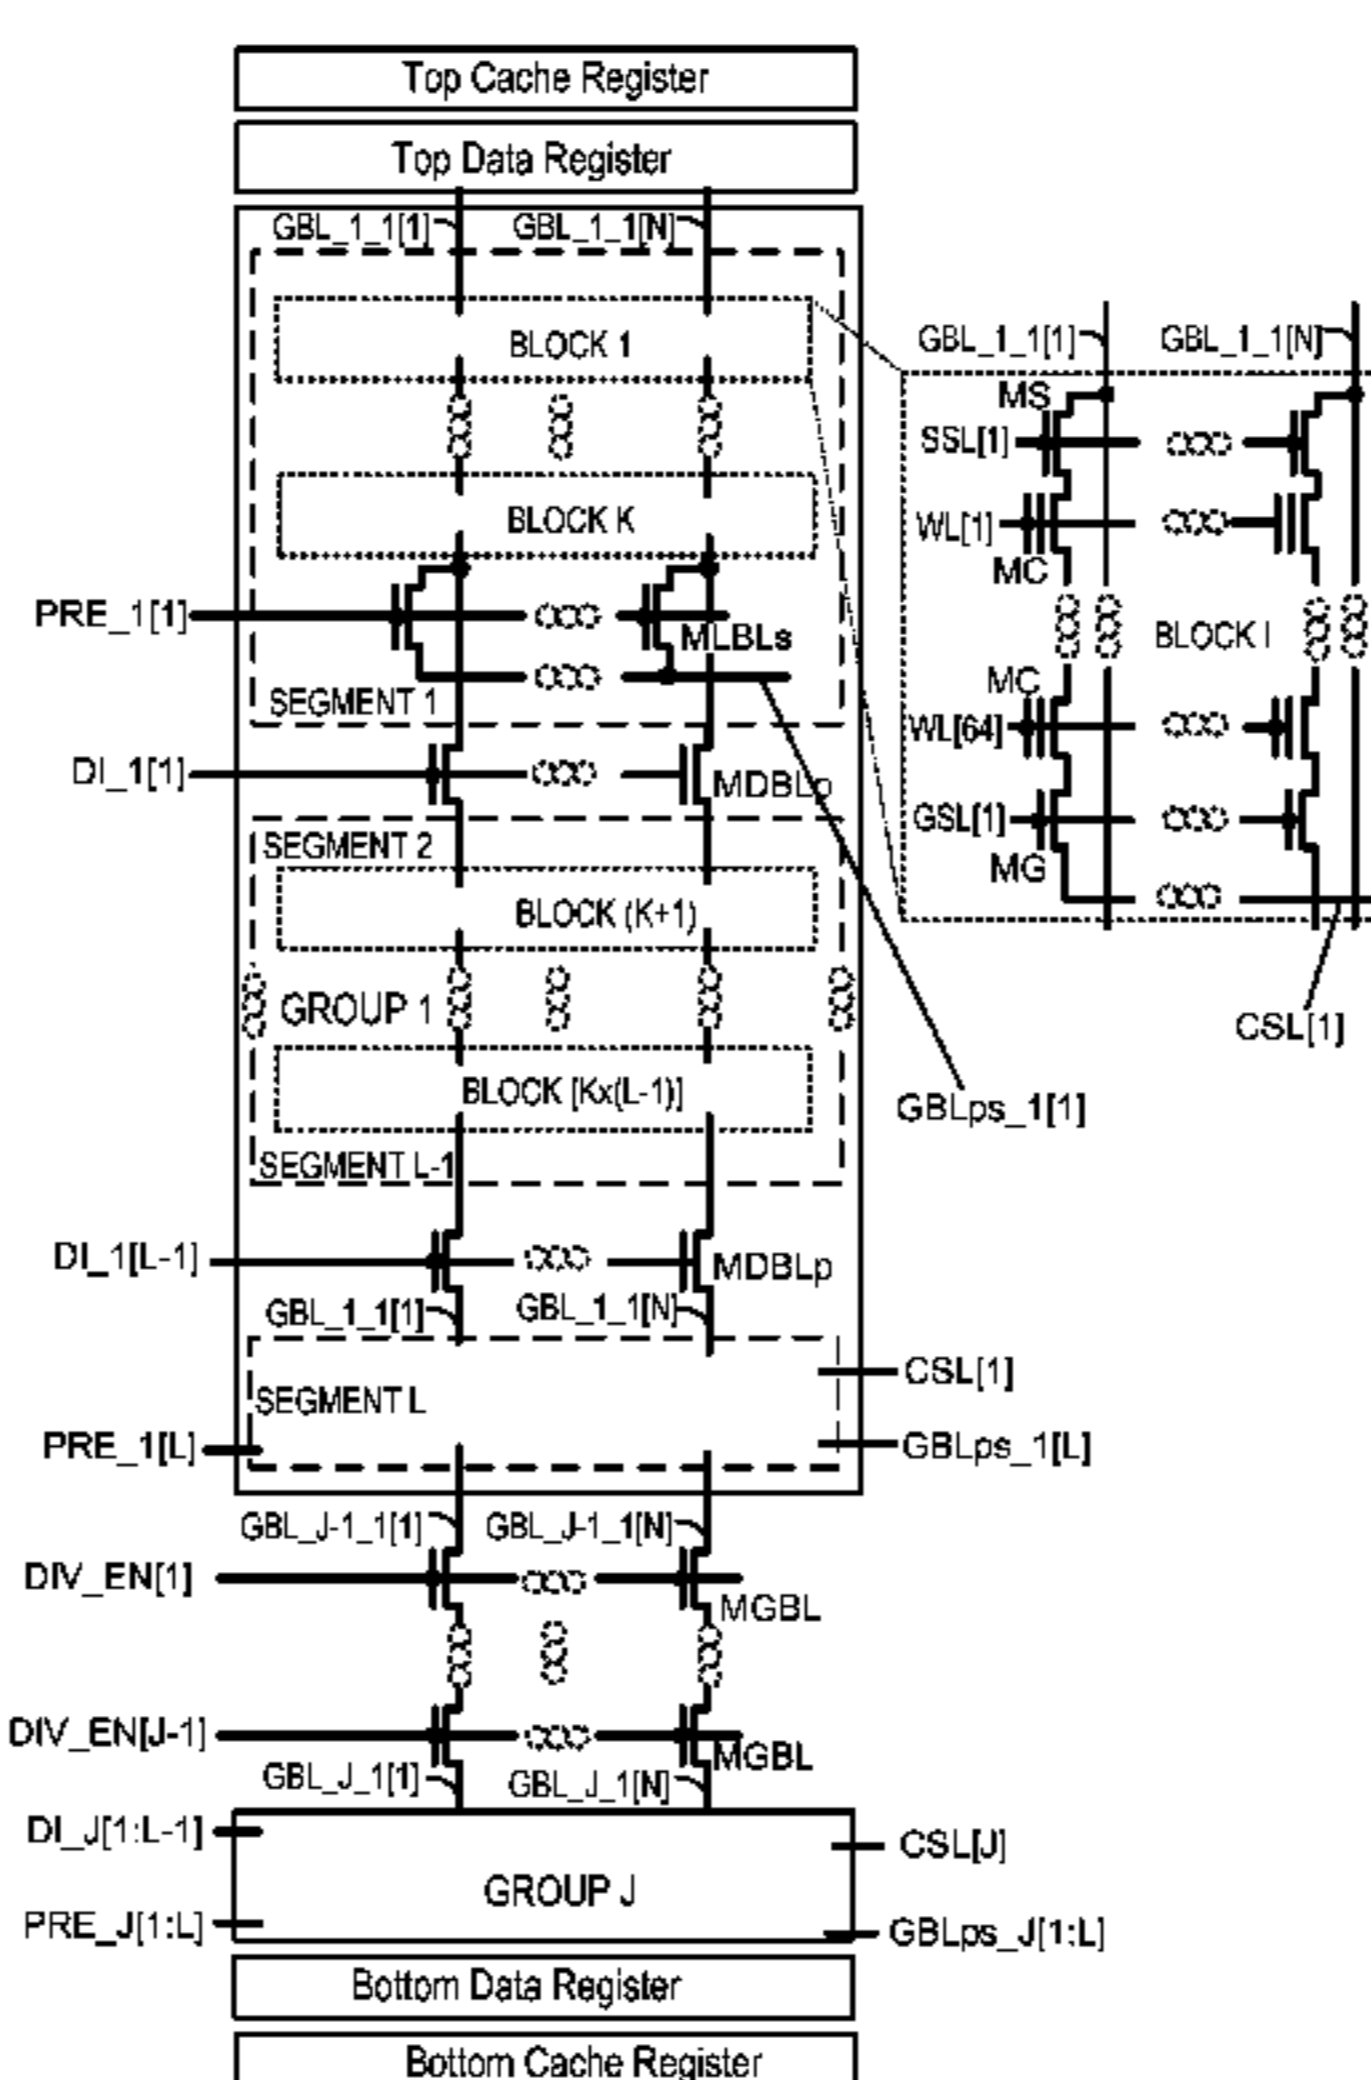 Top Cache Register
Top Data Register
GBL_1_1[1] GBL_1_1[N]
BLOCK 1
GBL_1_1[1] GBL_1_1[N]
MS
SSL[1]
BLOCK K
WL[1]
MC
PRE_1[1]
MLBLs
BLOCK I
SEGMENT 1
MC
WL[64]
DI_1[1]
MDBLp
GSL[1]
SEGMENT 2
MG
BLOCK (K+1)
GROUP 1
CSL[1]
BLOCK [Kx(L-1)]
GBLps_1[1]
SEGMENT L-1
DI_1[L-1]
MDBLp
GBL_1_1[1] GBL_1_1[N]
CSL[1]
SEGMENT L
PRE_1[L]
GBLps_1[L]
GBL_J-1_1[1] GBL_J-1_1[N]
DIV_EN[1]
MGBL
DIV_EN[J-1]
MGBL
GBL_J_1[1] GBL_J_1[N]
DI_J[1:L-1]
CSL[J]
GROUP J
PRE_J[1:L]
GBLps_J[1:L]
Bottom Data Register
Bottom Cache Register